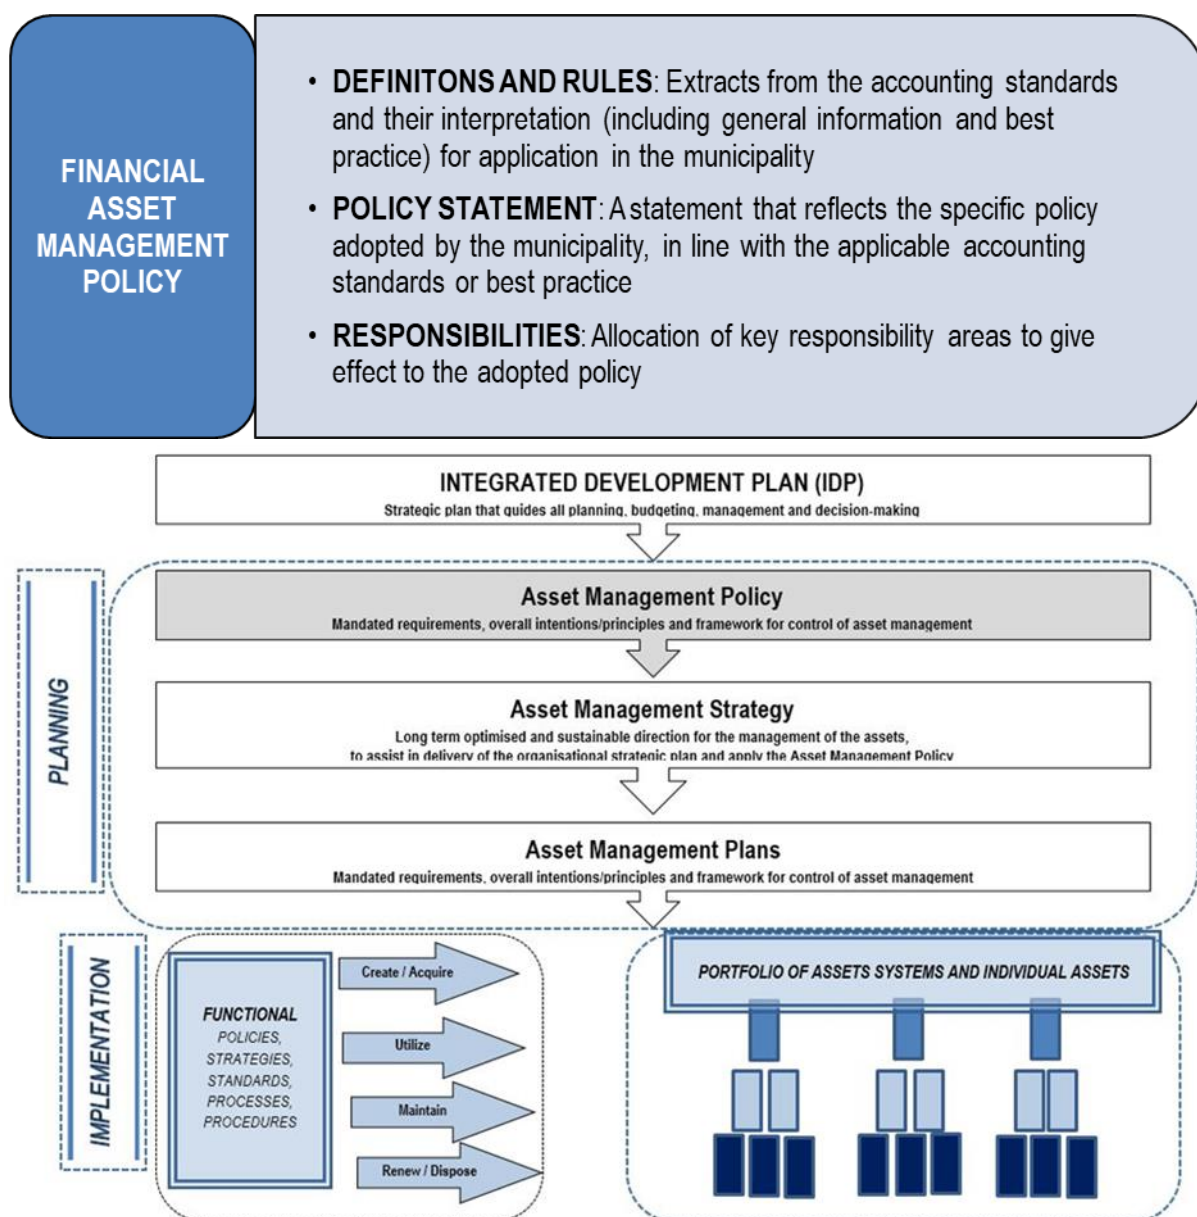 FINANCIAL
ASSET
MANAGEMENT
POLICY
• DEFINITONS AND RULES: Extracts from the accounting standards
and their interpretation (including general information and best
practice) for application in the municipality
• POLICY STATEMENT: A statement that reflects the specific policy
adopted by the municipality, in line with the applicable accounting
standards or best practice
• RESPONSIBILITIES: Allocation of key responsibility areas to give
effect to the adopted policy
INTEGRATED DEVELOPMENT PLAN (IDP)
Strategic plan that guides all planning, budgeting, management and decision-making
PLANNING
Asset Management Policy
Mandated requirements, overall intentions/principles and framework for control of asset management
Asset Management Strategy
Long term optimised and sustainable direction for the management of the assets,
to assist in delivery of the organisational strategic plan and apply the Asset Management Policy
Asset Management Plans
Mandated requirements, overall intentions/principles and framework for control of asset management
IMPLEMENTATION
FUNCTIONAL
POLICIES,
STRATEGIES,
STANDARDS,
PROCESSES,
PROCEDURES
Create / Acquire
Utilize
Maintain
Renew / Dispose
PORTFOLIO OF ASSETS SYSTEMS AND INDIVIDUAL ASSETS